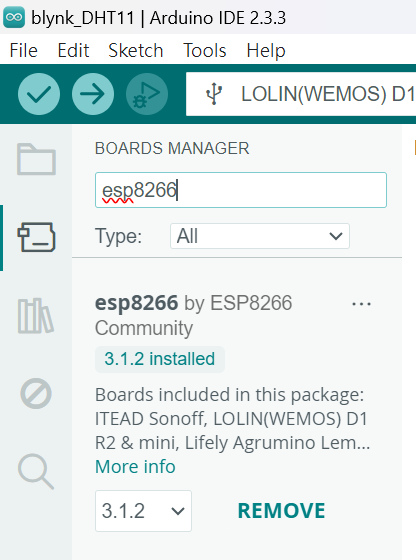 blynk_DHT11 | Arduino IDE 2.3.3
File Edit Sketch Tools Help
LOLIN(WEMOS) D1
BOARDS MANAGER
esp8266
Type: All
esp8266 by ESP8266
Community
3.1.2 installed
Boards included in this package:
ITEAD Sonoff, LOLIN(WEMOS) D1
R2 & mini, Lifely Agrumino Lem...
More info
3.1.2 REMOVE